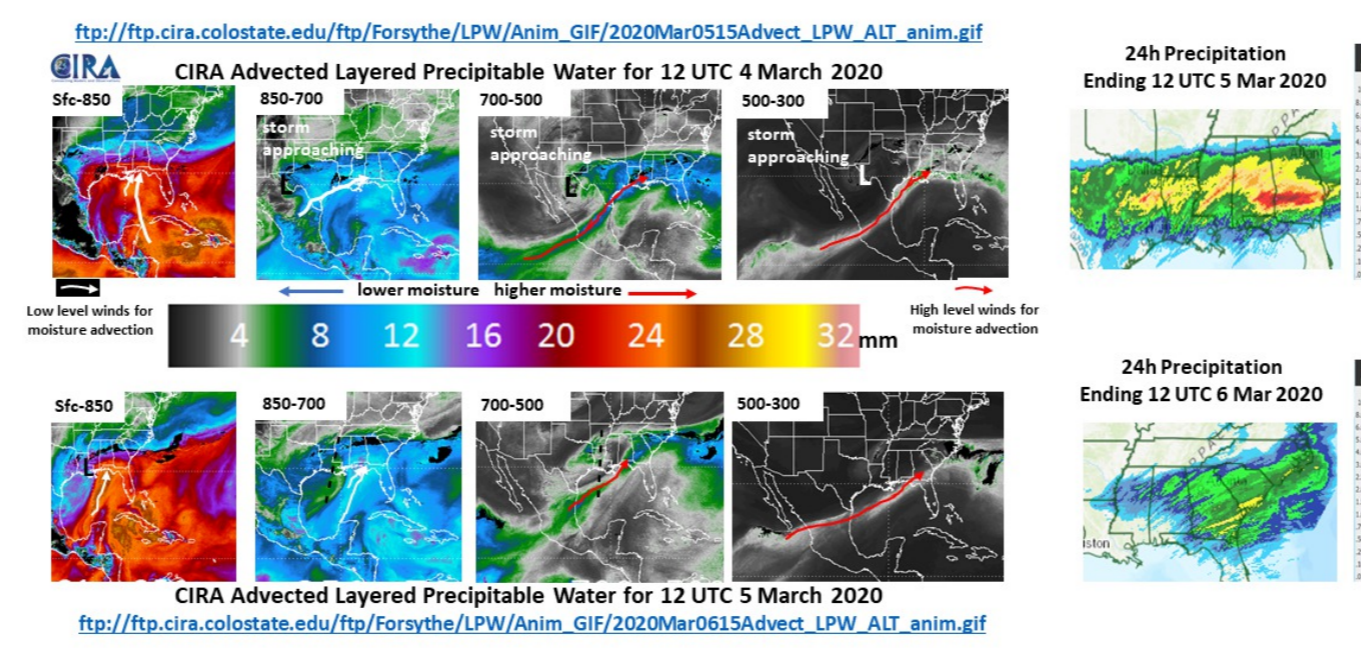 ftp://ftp.cira.colostate.edu/ftp/Forsythe/LPW/Anim_GIF/2020Mar0515Advect_LPW_ALT_anim.gif
CIRA
CIRA Advected Layered Precipitable Water for 12 UTC 4 March 2020
24h Precipitation
Ending 12 UTC 5 Mar 2020
Sfc-850
850-700
700-500
500-300
storm
approaching
storm
approaching
storm
approaching
L
L
L
lower moisture
higher moisture
Low level winds for
moisture advection
High level winds for
moisture advection
4 8 12 16 20 24 28 32 mm
24h Precipitation
Ending 12 UTC 6 Mar 2020
Sfc-850
850-700
700-500
500-300
L
ston
CIRA Advected Layered Precipitable Water for 12 UTC 5 March 2020
ftp://ftp.cira.colostate.edu/ftp/Forsythe/LPW/Anim_GIF/2020Mar0615Advect_LPW_ALT_anim.gif